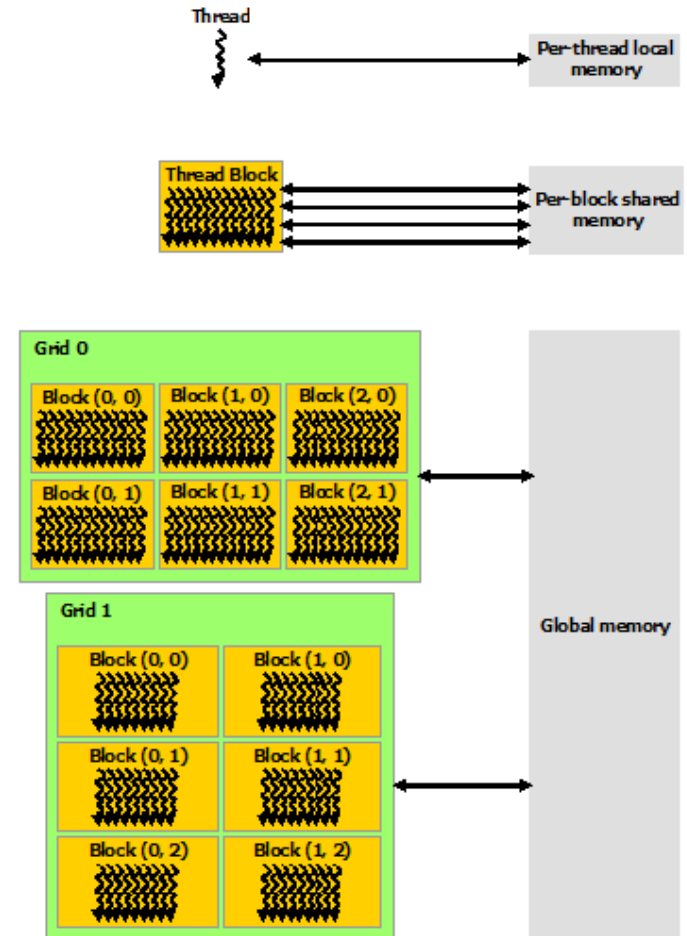 Thread
Per-thread local
memory
Thread Block
Per-block shared
memory
Grid 0
Block (0, 0)
Block (1, 0)
Block (2, 0)
Block (0, 1)
Block (1, 1)
Block (2, 1)
Grid 1
Global memory
Block (0, 0)
Block (1, 0)
Block (0, 1)
Block (1, 1)
Block (0, 2)
Block (1, 2)